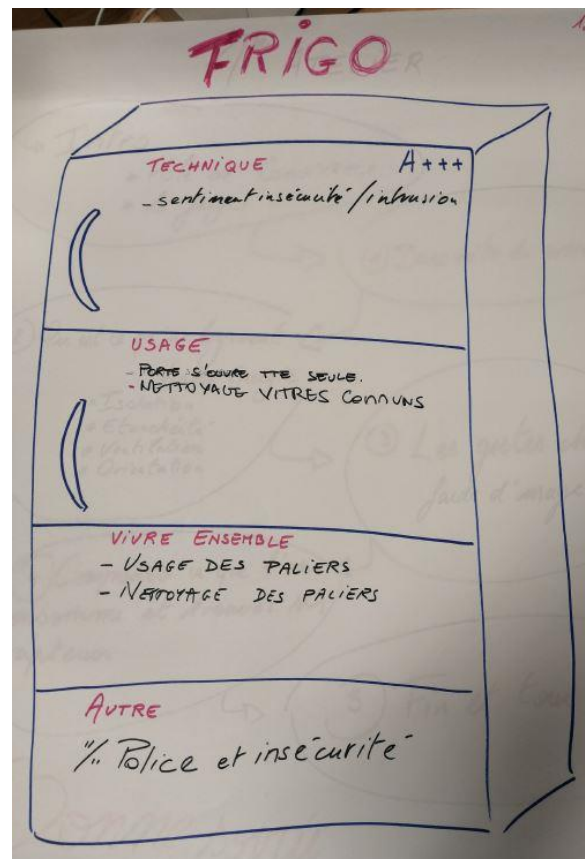 FRIGO
TECHNIQUE A+++
- sentiment insécurité / intrusion
USAGE
- PORTE S'OUVRE TTE SEULE.
- NETTOYAGE VITRES COMMUNS
VIVRE ENSEMBLE
- USAGE DES PALIERS
- NETTOYAGE DES PALIERS
AUTRE
"/.. Police et insécurité